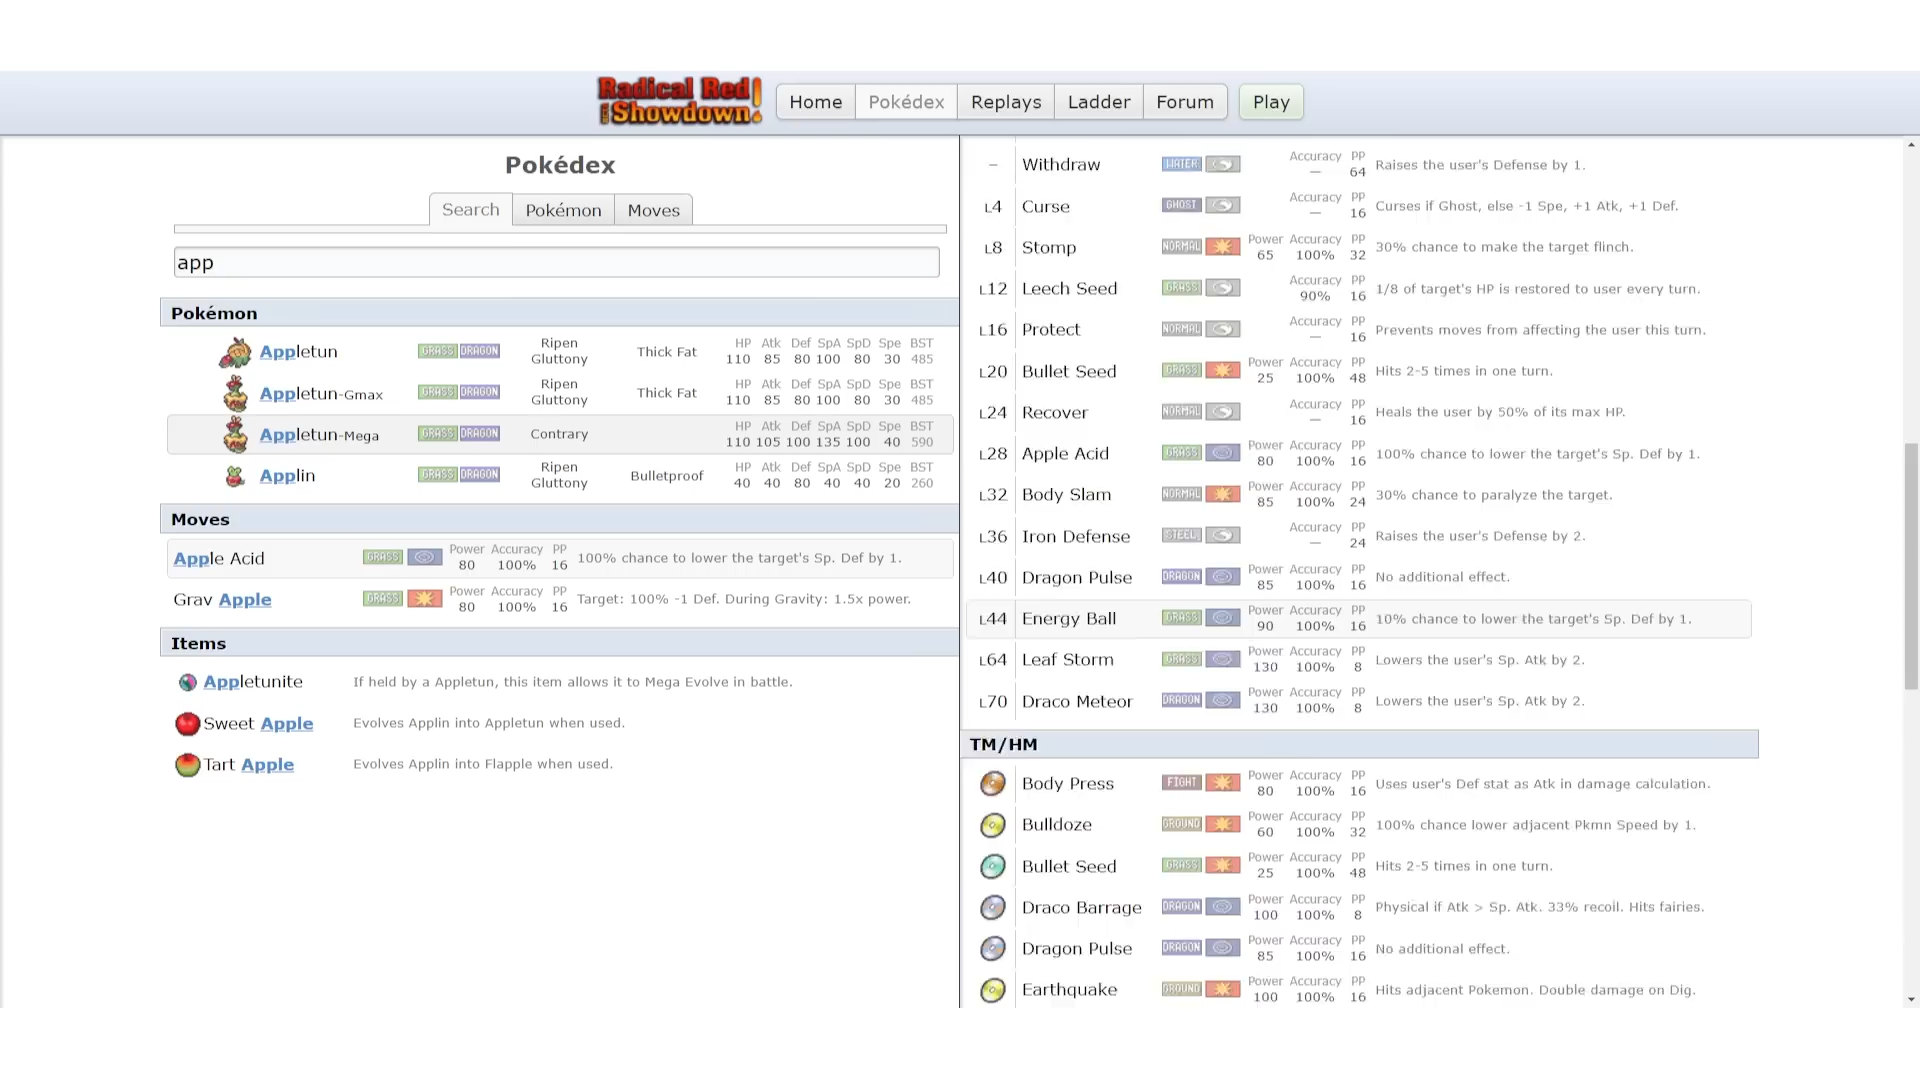 Radical Red
Showdown!
Home Pokédex Replays Ladder Forum Play
Pokédex
Search Pokémon Moves
app
Pokémon
Appletun GRASS DRAGON Ripen Gluttony Thick Fat HP 110 Atk 85 Def 80 SpA 100 SpD 80 Spe 30 BST 485
Appletun-Gmax GRASS DRAGON Ripen Gluttony Thick Fat HP 110 Atk 85 Def 80 SpA 100 SpD 80 Spe 30 BST 485
Appletun-Mega GRASS DRAGON Contrary HP 110 Atk 105 Def 100 SpA 135 SpD 100 Spe 40 BST 590
Applin GRASS DRAGON Ripen Gluttony Bulletproof HP 40 Atk 40 Def 80 SpA 40 SpD 40 Spe 20 BST 260
Moves
Apple Acid GRASS Power 80 Accuracy 100% PP 16 100% chance to lower the target's Sp. Def by 1.
Grav Apple GRASS Power 80 Accuracy 100% PP 16 Target: 100% -1 Def. During Gravity: 1.5x power.
Items
Appletunite If held by a Appletun, this item allows it to Mega Evolve in battle.
Sweet Apple Evolves Applin into Appletun when used.
Tart Apple Evolves Applin into Flapple when used.
– Withdraw WATER Accuracy — PP 64 Raises the user's Defense by 1.
L4 Curse GHOST Accuracy — PP 16 Curses if Ghost, else -1 Spe, +1 Atk, +1 Def.
L8 Stomp NORMAL Power 65 Accuracy 100% PP 32 30% chance to make the target flinch.
L12 Leech Seed GRASS Accuracy 90% PP 16 1/8 of target's HP is restored to user every turn.
L16 Protect NORMAL Accuracy — PP 16 Prevents moves from affecting the user this turn.
L20 Bullet Seed GRASS Power 25 Accuracy 100% PP 48 Hits 2-5 times in one turn.
L24 Recover NORMAL Accuracy — PP 16 Heals the user by 50% of its max HP.
L28 Apple Acid GRASS Power 80 Accuracy 100% PP 16 100% chance to lower the target's Sp. Def by 1.
L32 Body Slam NORMAL Power 85 Accuracy 100% PP 24 30% chance to paralyze the target.
L36 Iron Defense STEEL Accuracy — PP 24 Raises the user's Defense by 2.
L40 Dragon Pulse DRAGON Power 85 Accuracy 100% PP 16 No additional effect.
L44 Energy Ball GRASS Power 90 Accuracy 100% PP 16 10% chance to lower the target's Sp. Def by 1.
L64 Leaf Storm GRASS Power 130 Accuracy 100% PP 8 Lowers the user's Sp. Atk by 2.
L70 Draco Meteor DRAGON Power 130 Accuracy 100% PP 8 Lowers the user's Sp. Atk by 2.
TM/HM
Body Press FIGHT Power 80 Accuracy 100% PP 16 Uses user's Def stat as Atk in damage calculation.
Bulldoze GROUND Power 60 Accuracy 100% PP 32 100% chance lower adjacent Pkmn Speed by 1.
Bullet Seed GRASS Power 25 Accuracy 100% PP 48 Hits 2-5 times in one turn.
Draco Barrage DRAGON Power 100 Accuracy 100% PP 8 Physical if Atk > Sp. Atk. 33% recoil. Hits fairies.
Dragon Pulse DRAGON Power 85 Accuracy 100% PP 16 No additional effect.
Earthquake GROUND Power 100 Accuracy 100% PP 16 Hits adjacent Pokemon. Double damage on Dig.